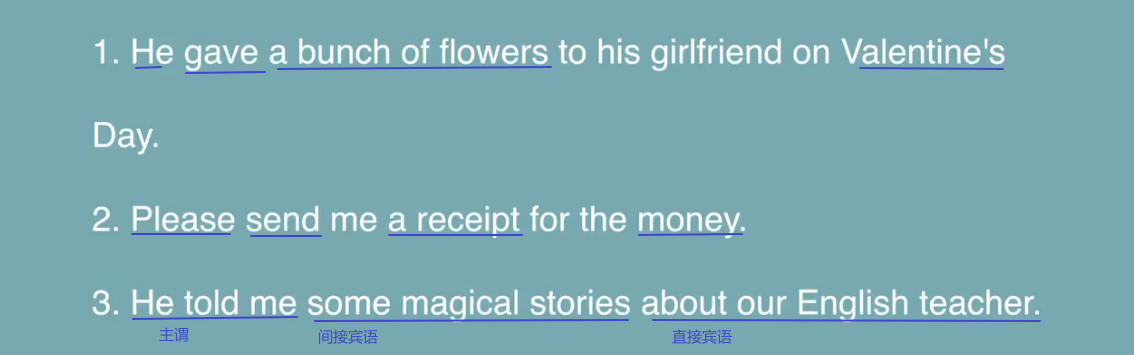 1. He gave a bunch of flowers to his girlfriend on Valentine's
Day.
2. Please send me a receipt for the money.
3. He told me some magical stories about our English teacher.
主谓 间接宾语 直接宾语